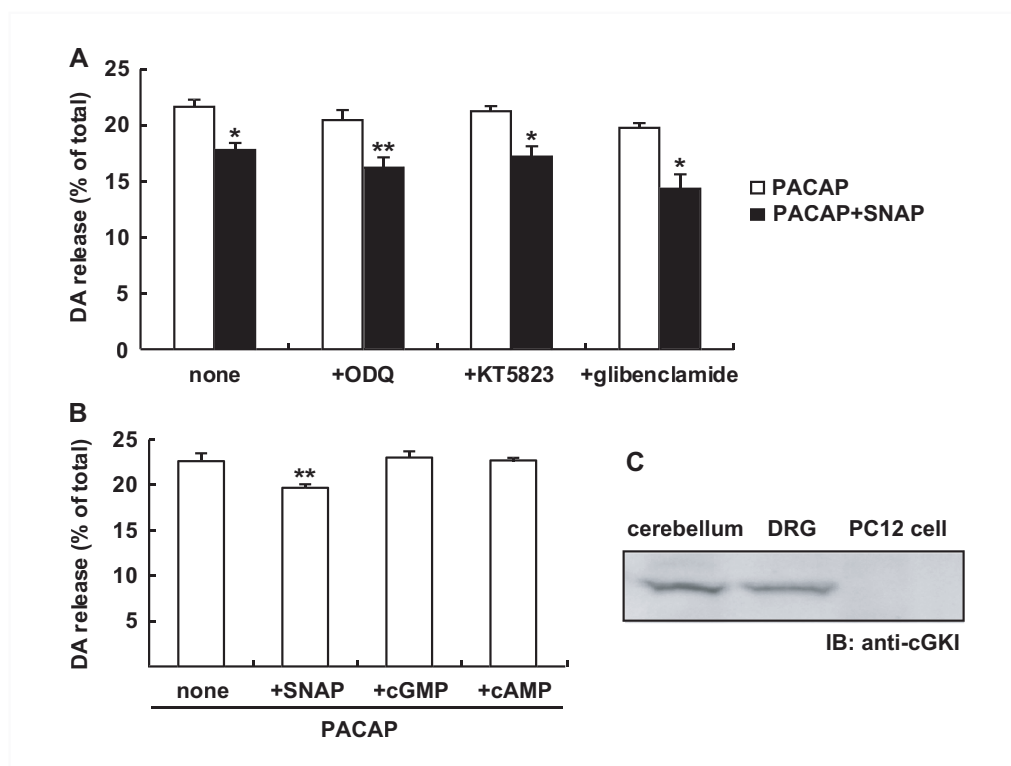 A
DA release (% of total)
25
20
15
10
5
0
* ** * *
none +ODQ +KT5823 +glibenclamide
PACAP
PACAP+SNAP
B
DA release (% of total)
25
20
15
10
5
**
none +SNAP +cGMP +cAMP
PACAP
C
cerebellum DRG PC12 cell
IB: anti-cGKI